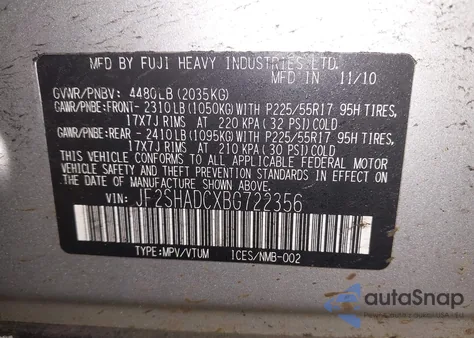 MFD. BY FUJI HEAVY INDUSTRIES.LTD.
MADE IN JAPAN 11/10
GVWR/PNBV: 4480LB (2035KG)
GAWR/PNBE:FRONT- 2310LB (1050KG)WITH P225/55R17 95H TIRES,
17X7J RIMS AT 220 KPA (32 PSI)COLD
GAWR/PNBE:REAR -2410LB (1095KG)WITH P225/55R17 95H TIRES,
17X7J RIMS AT 210 KPA (30 PSI)COLD
THIS VEHICLE CONFORMS TO ALL APPLICABLE FEDERAL MOTOR
VEHICLE SAFETY AND THEFT PREVENTION STANDARDS IN EFFECT
ON THE DATE OF MANUFACTURE SHOWN ABOVE.
VIN: JF2SHADCXBG722356
TYPE:MPV/VTUM ICES/NMB-002
autoSnap